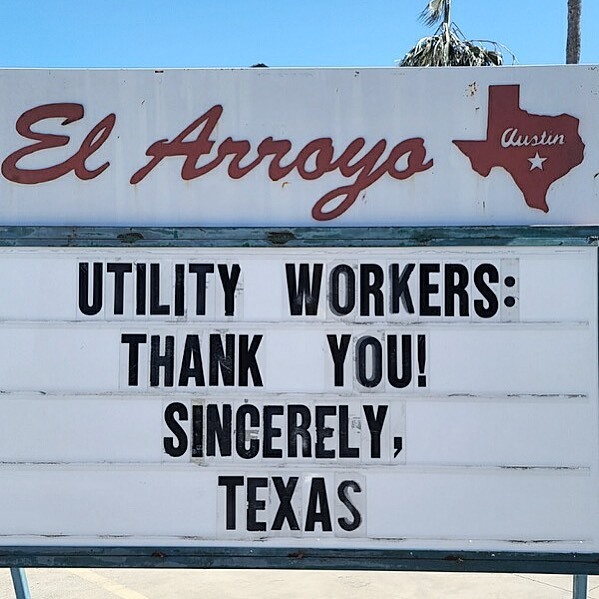 El Arroyo
Austin
UTILITY WORKERS:
THANK YOU!
SINCERELY,
TEXAS